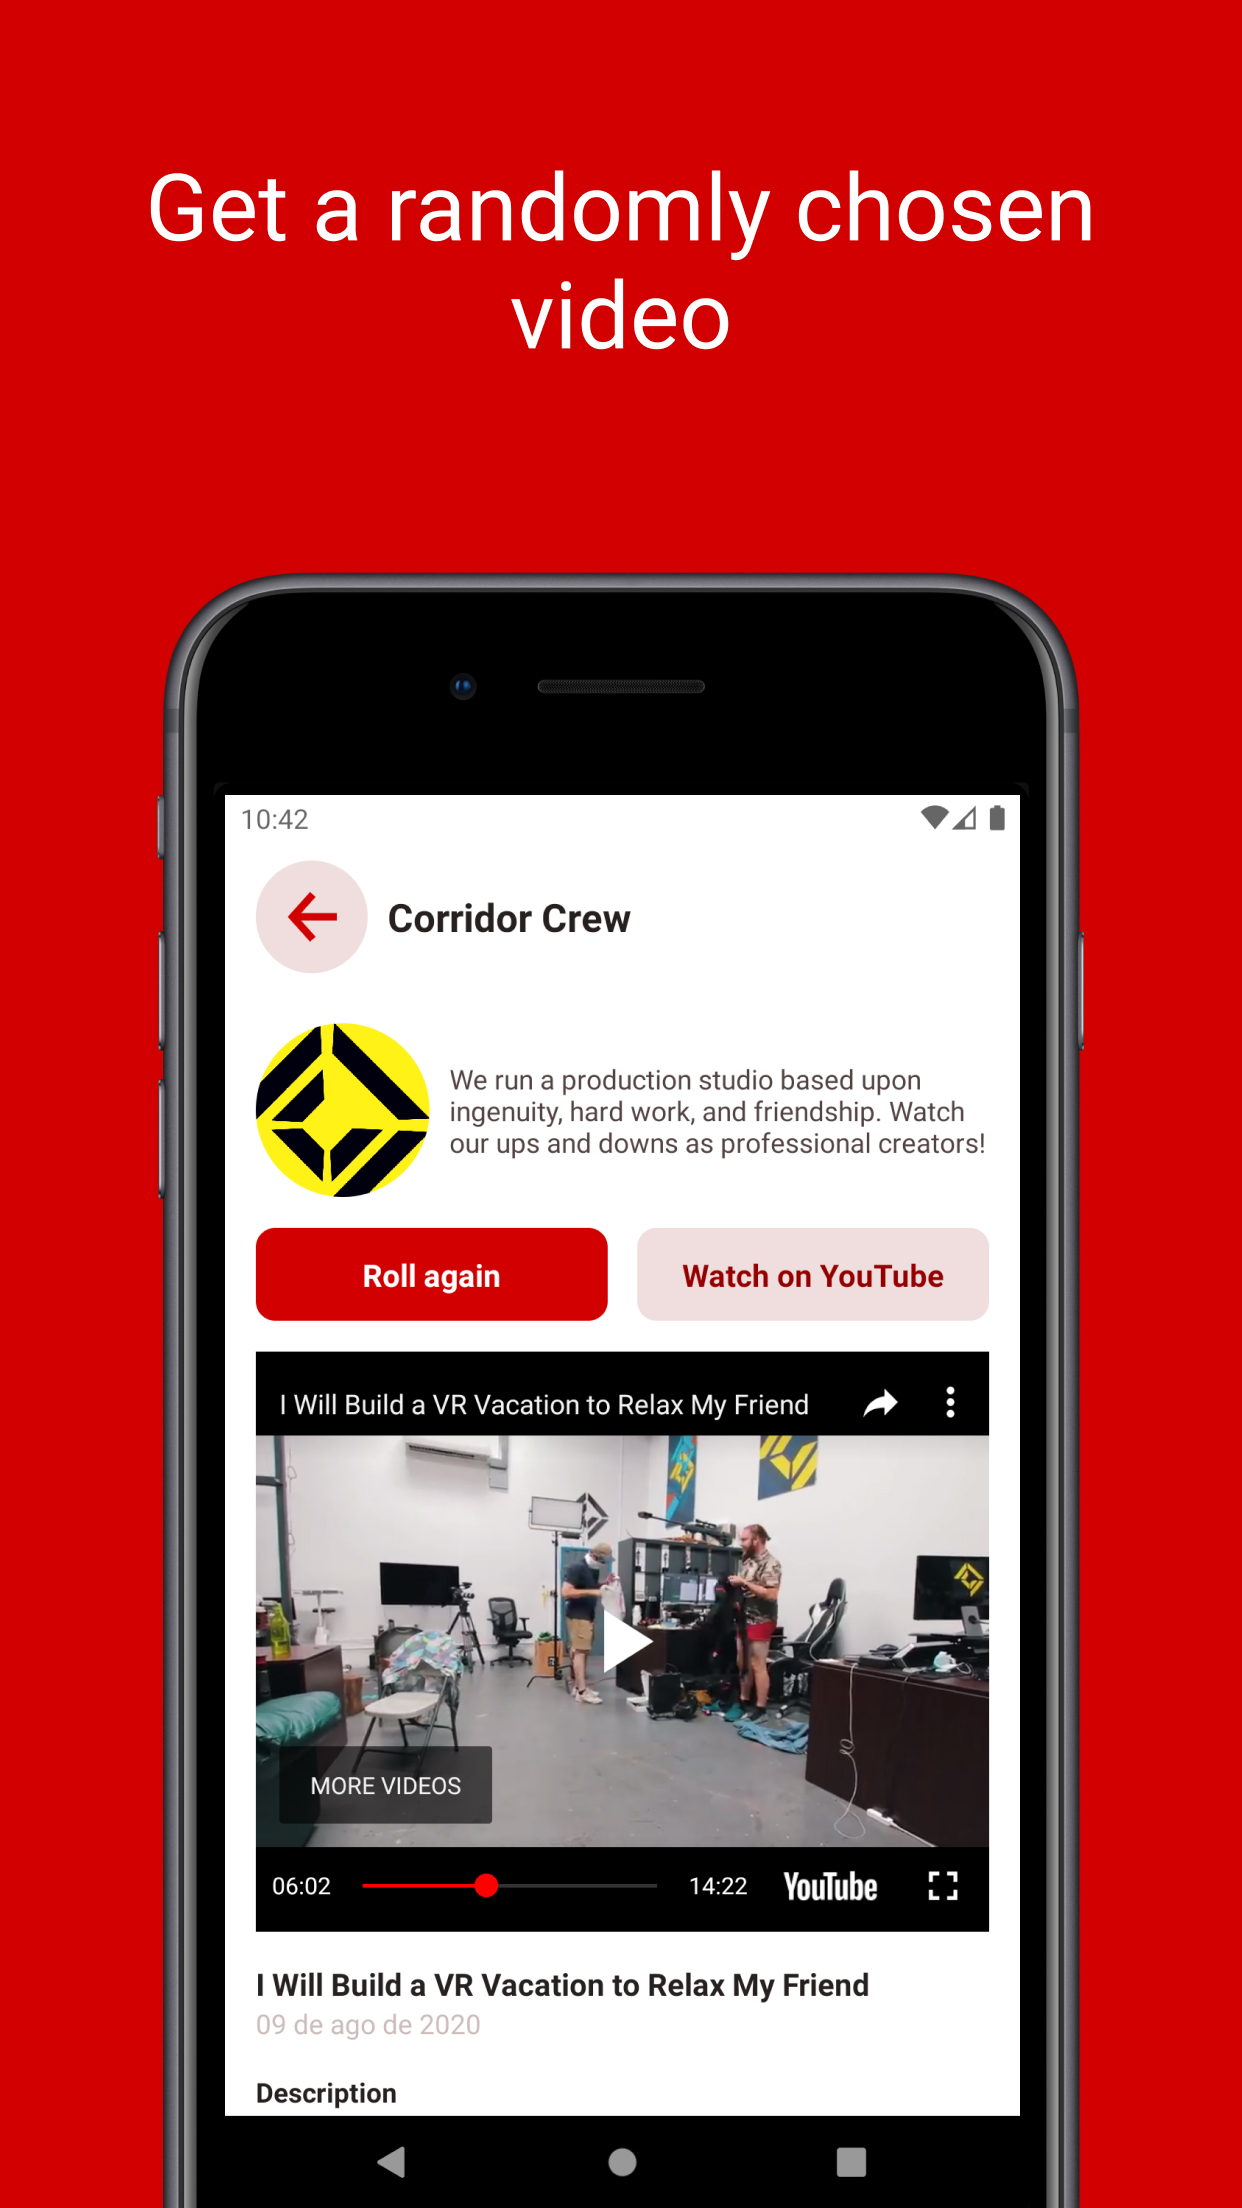 Get a randomly chosen
video
10:42
Corridor Crew
We run a production studio based upon
ingenuity, hard work, and friendship. Watch
our ups and downs as professional creators!
Roll again
Watch on YouTube
I Will Build a VR Vacation to Relax My Friend
MORE VIDEOS
06:02
14:22
YouTube
I Will Build a VR Vacation to Relax My Friend
09 de ago de 2020
Description